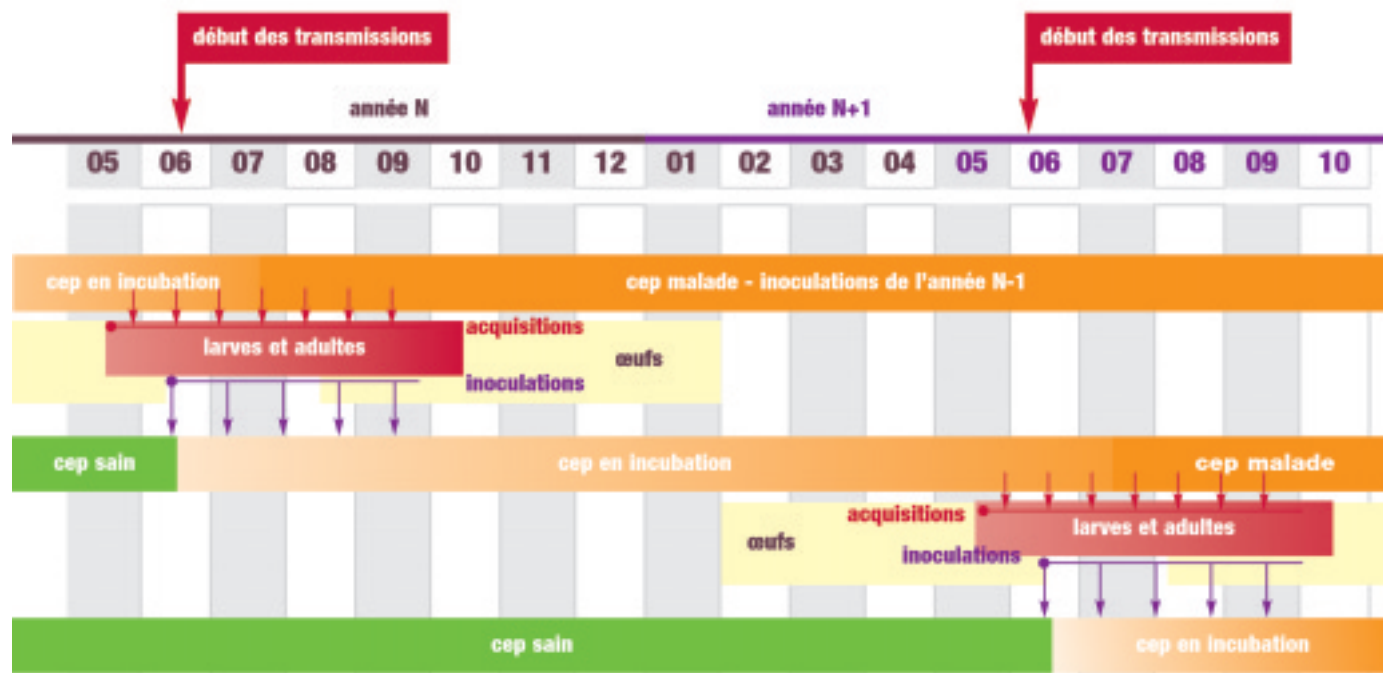 début des transmissions
début des transmissions
année N
année N+1
05 06 07 08 09 10 11 12 01 02 03 04 05 06 07 08 09 10
cep en incubation
cep malade - inoculations de l'année N-1
acquisitions
larves et adultes
œufs
inoculations
cep sain
cep en incubation
cep malade
acquisitions
larves et adultes
œufs
inoculations
cep sain
cep en incubation